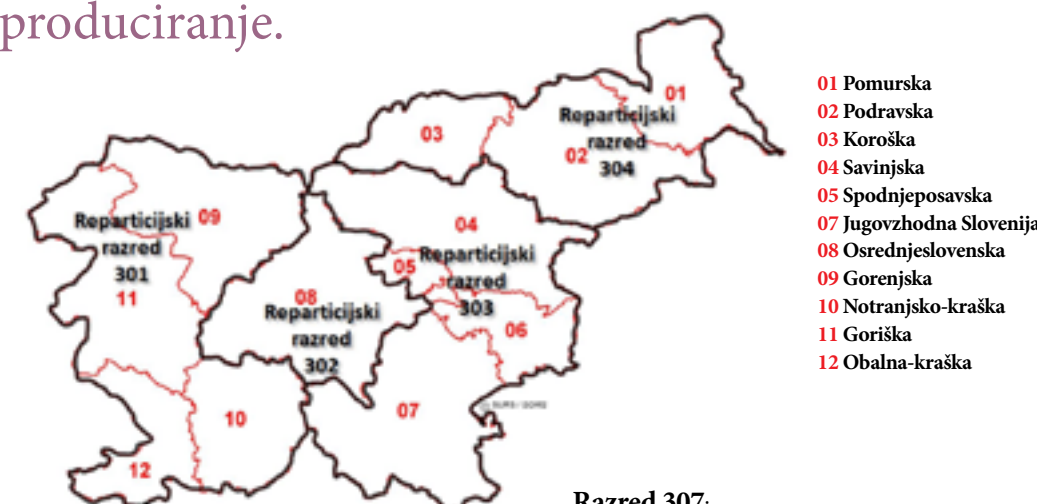 produciranje.
01
Reparticijski
02 razred
304
03
04
Reparticijski
05
razred
303
06
09
Reparticijski
razred
301
11
08
Reparticijski
razred
302
07
10
12
01 Pomurska
02 Podravska
03 Koroška
04 Savinjska
05 Spodnjeposavska
07 Jugovzhodna Slovenija
08 Osrednjeslovenska
09 Gorenjska
10 Notranjsko-kraška
11 Goriška
12 Obalna-kraška
Razred 307: